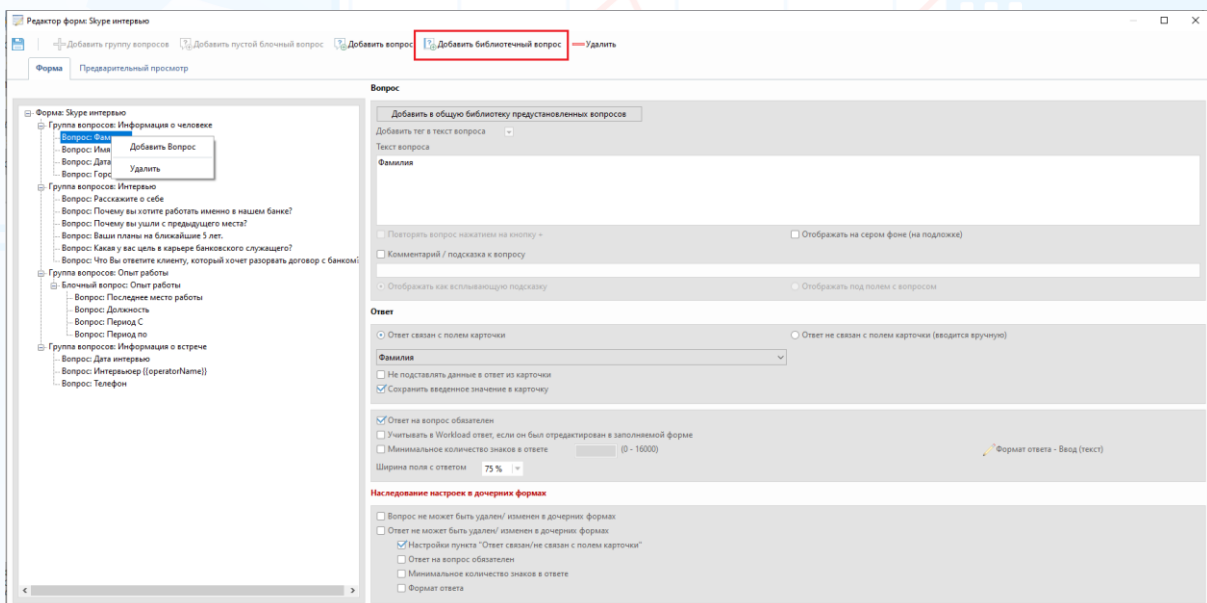 Редактор форм: Skype интервью
Добавить группу вопросов Добавить пустой блочный вопрос Добавить вопрос Добавить библиотечный вопрос Удалить
Форма Предварительный просмотр
Форма: Skype интервью
Группа вопросов: Информация о человеке
Вопрос: Фам
Вопрос: Имя
Вопрос: Дата
Вопрос: Горо
Добавить Вопрос
Удалить
Группа вопросов: Интервью
Вопрос: Расскажите о себе
Вопрос: Почему вы хотите работать именно в нашем банке?
Вопрос: Почему вы ушли с предыдущего места?
Вопрос: Ваши планы на ближайшие 5 лет.
Вопрос: Какая у вас цель в карьере банковского служащего?
Вопрос: Что Вы ответите клиенту, который хочет разорвать договор с банком?
Группа вопросов: Опыт работы
Блочный вопрос: Опыт работы
Вопрос: Последнее место работы
Вопрос: Должность
Вопрос: Период С
Вопрос: Период по
Группа вопросов: Информация о встрече
Вопрос: Дата интервью
Вопрос: Интервьюер {{operatorName}}
Вопрос: Телефон
Вопрос
Добавить в общую библиотеку предустановленных вопросов
Добавить тег в текст вопроса
Текст вопроса
Фамилия
Повторять вопрос нажатием на кнопку + Отображать на сером фоне (на подложке)
Комментарий / подсказка к вопросу
Отображать как всплывающую подсказку Отображать под полем с вопросом
Ответ
Ответ связан с полем карточки Ответ не связан с полем карточки (вводится вручную)
Фамилия
Не подставлять данные в ответ из карточки
Сохранить введенное значение в карточку
Ответ на вопрос обязателен
Учитывать в Workload ответ, если он был отредактирован в заполняемой форме
Минимальное количество знаков в ответе (0 - 16000) Формат ответа - Ввод (текст)
Ширина поля с ответом 75 %
Наследование настроек в дочерних формах
Вопрос не может быть удален/ изменен в дочерних формах
Ответ не может быть удален/ изменен в дочерних формах
Настройки пункта "Ответ связан/не связан с полем карточки"
Ответ на вопрос обязателен
Минимальное количество знаков в ответе
Формат ответа